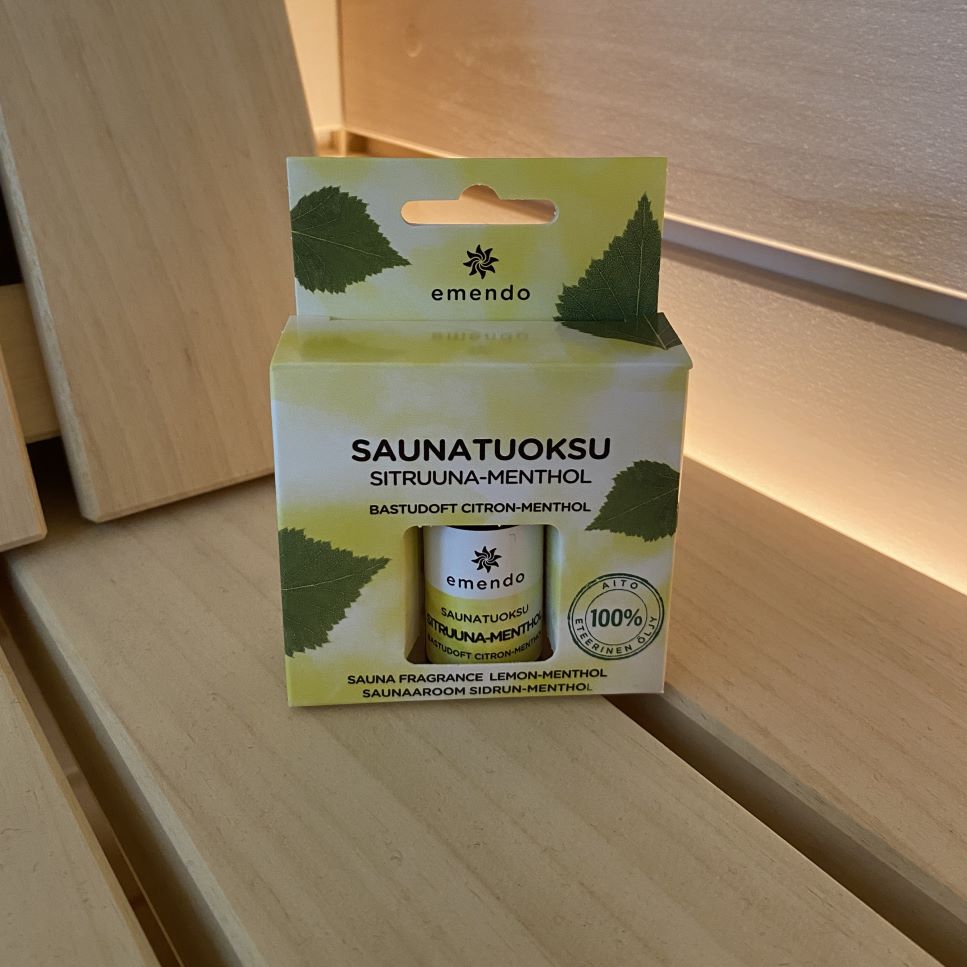 emendo
SAUNATUOKSU
SITRUUNA-MENTHOL
BASTUDOFT CITRON-MENTHOL
emendo
SAUNATUOKSU
SITRUUNA-MENTHOL
BASTUDOFT CITRON-MENTHOL
AITO
100%
ETEERINEN ÖLJY
SAUNA FRAGRANCE LEMON-MENTHOL
SAUNAAROOM SIDRUN-MENTHOL